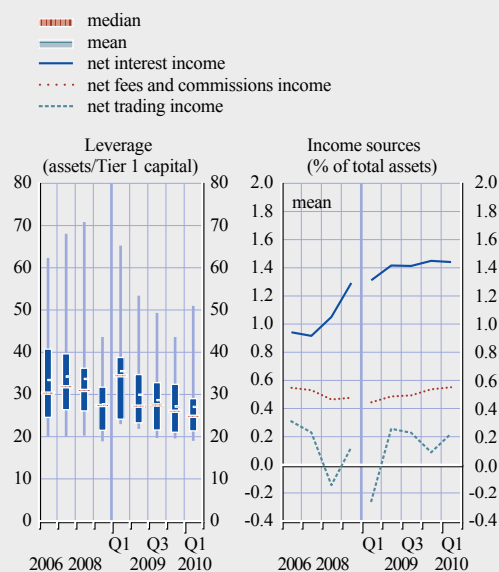 median
mean
net interest income
net fees and commissions income
net trading income
Leverage
(assets/Tier 1 capital)
80 80
70 70
60 60
50 50
40 40
30 30
20 20
10 10
0 0
Q1 Q3 Q1
2006 2008 2009 2010
Income sources
(% of total assets)
mean
2.0 2.0
1.8 1.8
1.6 1.6
1.4 1.4
1.2 1.2
1.0 1.0
0.8 0.8
0.6 0.6
0.4 0.4
0.2 0.2
0.0 0.0
-0.2 -0.2
-0.4 -0.4
Q1 Q3 Q1
2006 2008 2009 2010